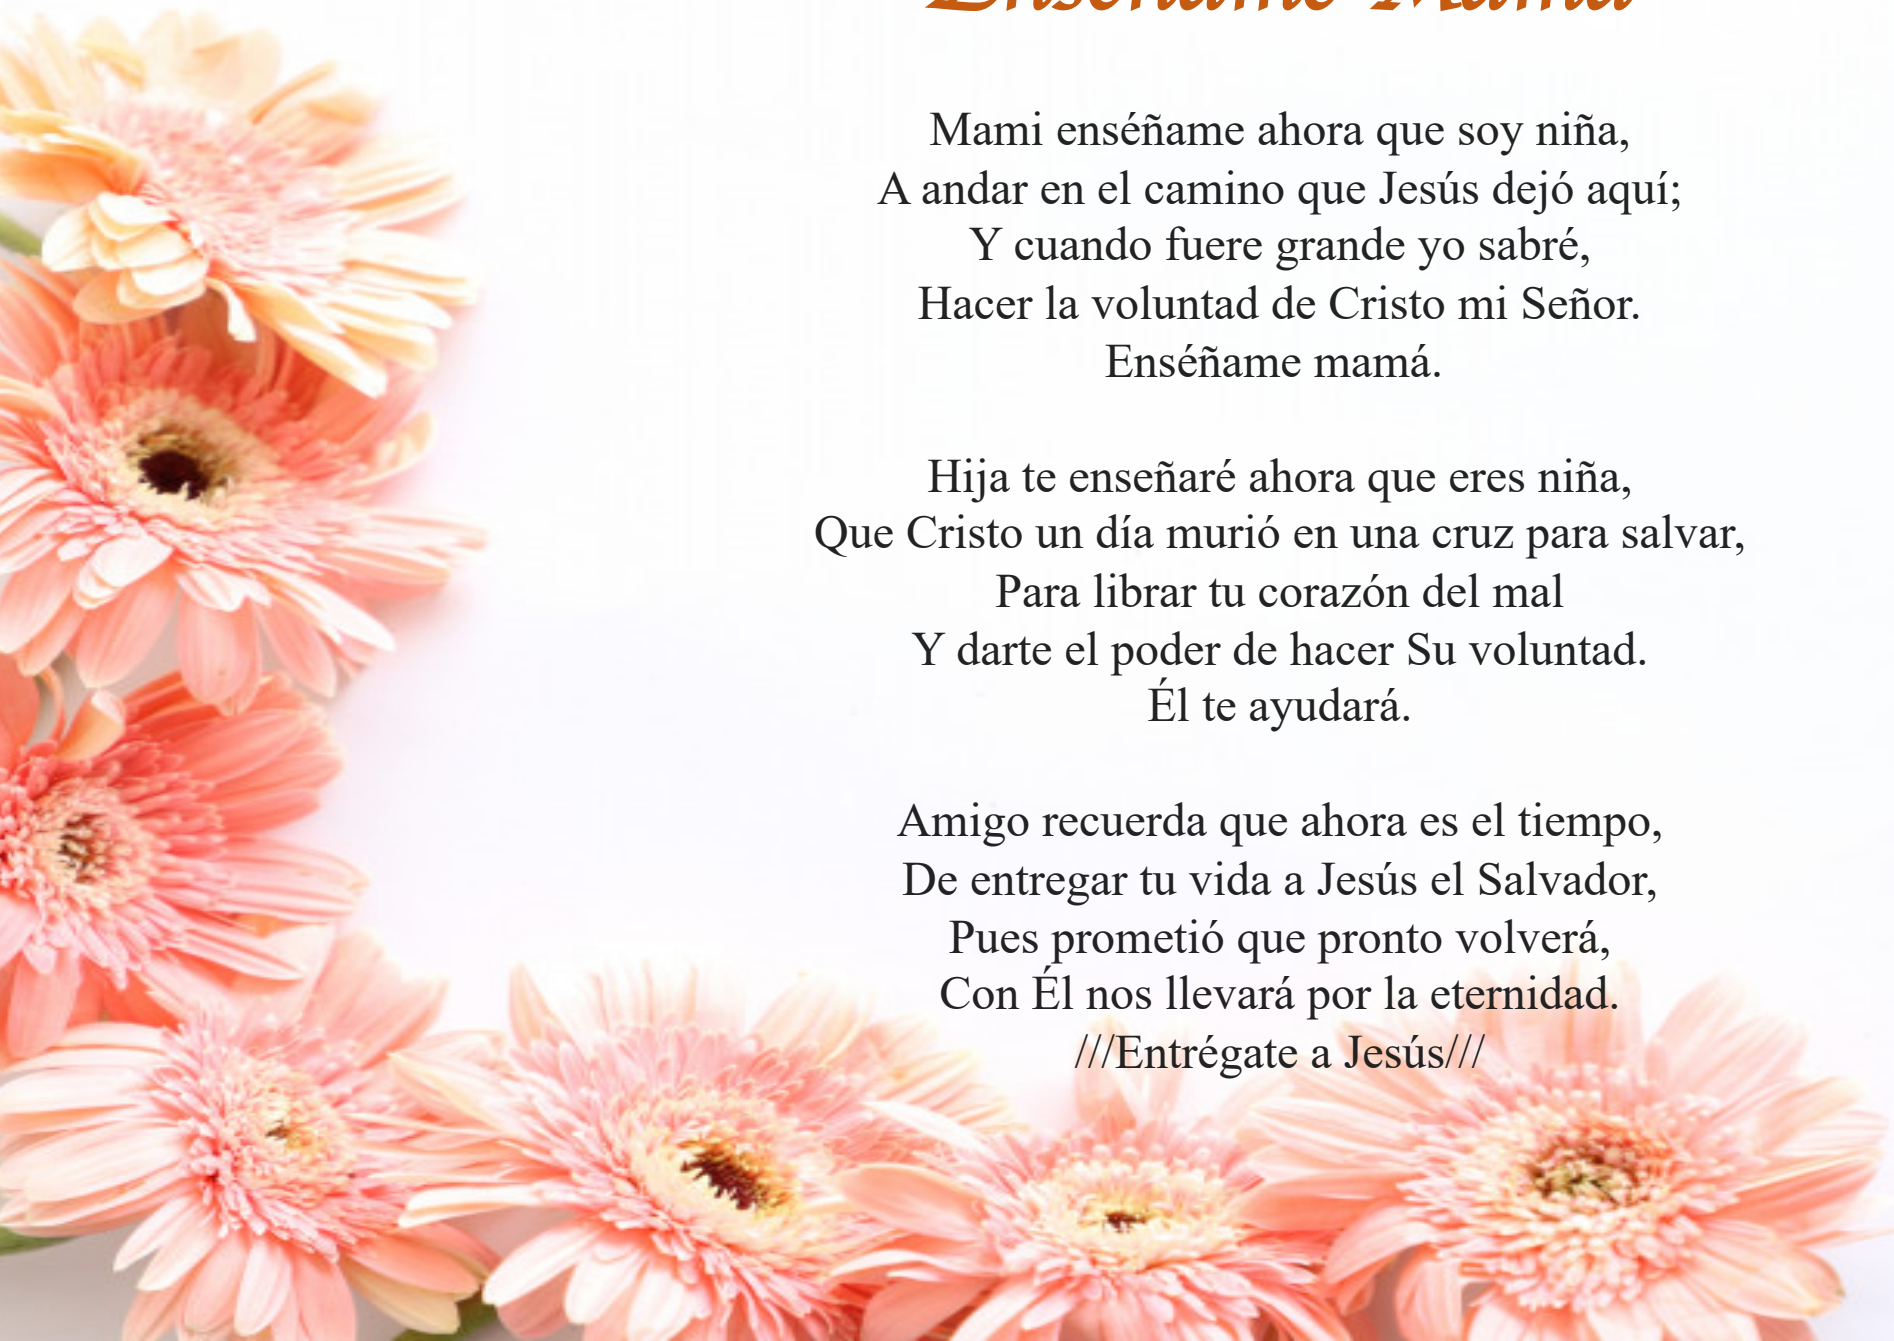 Enséñame Mamá
Mami enséñame ahora que soy niña,
A andar en el camino que Jesús dejó aquí;
Y cuando fuere grande yo sabré,
Hacer la voluntad de Cristo mi Señor.
Enséñame mamá.
Hija te enseñaré ahora que eres niña,
Que Cristo un día murió en una cruz para salvar,
Para librar tu corazón del mal
Y darte el poder de hacer Su voluntad.
Él te ayudará.
Amigo recuerda que ahora es el tiempo,
De entregar tu vida a Jesús el Salvador,
Pues prometió que pronto volverá,
Con Él nos llevará por la eternidad.
///Entrégate a Jesús///